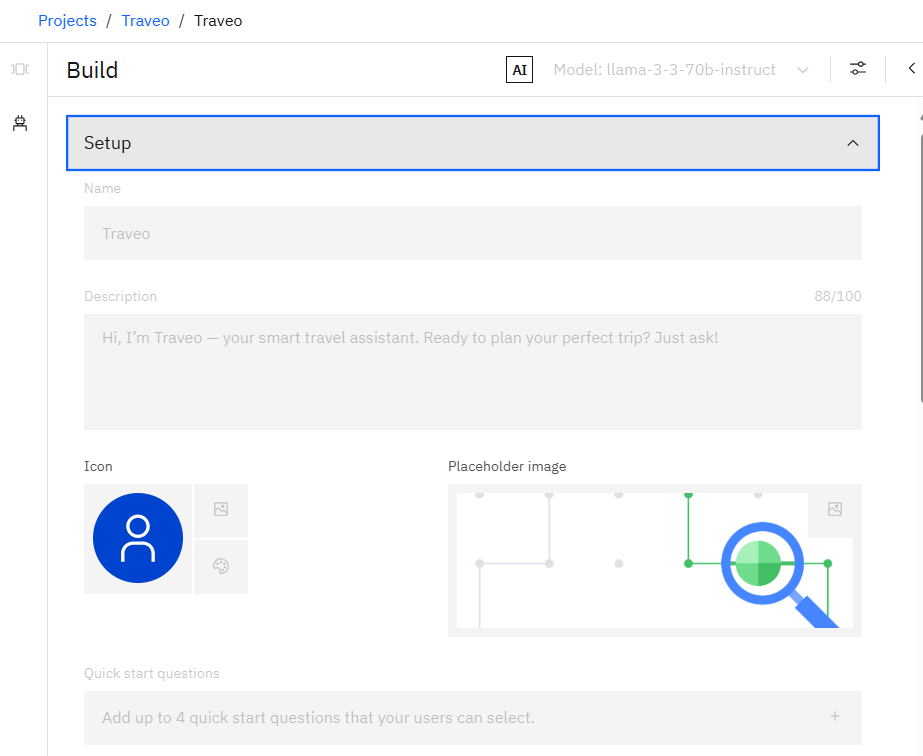 Projects / Traveo / Traveo
Build
AI
Model: llama-3-3-70b-instruct
Setup
Name
Traveo
Description
88/100
Hi, I’m Traveo — your smart travel assistant. Ready to plan your perfect trip? Just ask!
Icon
Placeholder image
Quick start questions
Add up to 4 quick start questions that your users can select.